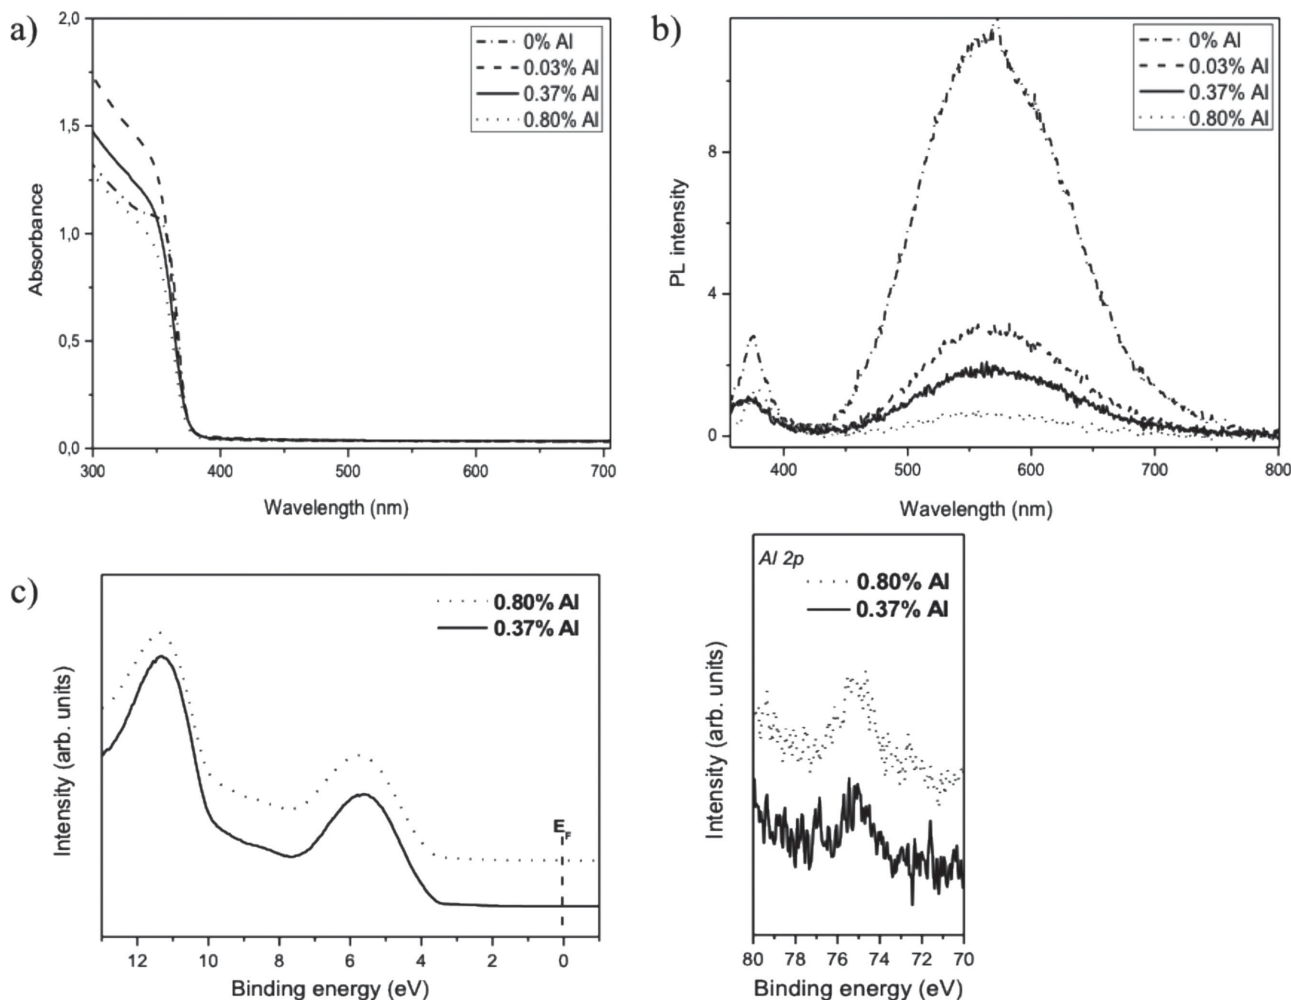 a)
2,0
1,5
1,0
0,5
0,0
Absorbance
300 400 500 600 700
Wavelength (nm)
0% Al
0.03% Al
0.37% Al
0.80% Al
b)
8
4
0
PL intensity
400 500 600 700 800
Wavelength (nm)
0% Al
0.03% Al
0.37% Al
0.80% Al
c)
Intensity (arb. units)
0.80% Al
0.37% Al
E_F
12 10 8 6 4 2 0
Binding energy (eV)
Al 2p
0.80% Al
0.37% Al
Intensity (arb. units)
80 78 76 74 72 70
Binding energy (eV)